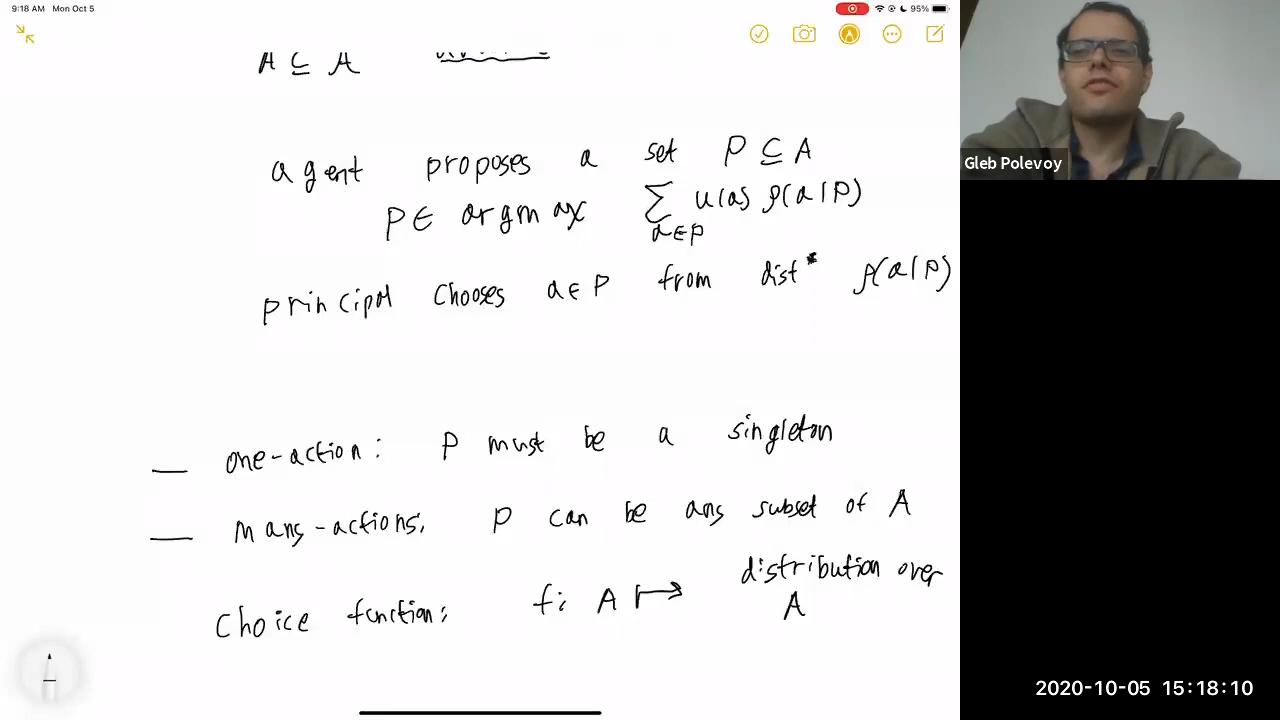 9:18 AM Mon Oct 5
95%
A ⊆ 𝒜
agent proposes a set P ⊆ A
P ∈ argmax ∑ u(a) ρ(a|P)
a∈P
principal chooses a∈P from dist ρ(a|P)
Gleb Polevoy
— one-action: P must be a singleton
— many-actions: P can be any subset of A
Choice function: f: A ↦ distribution over
A
2020-10-05 15:18:10